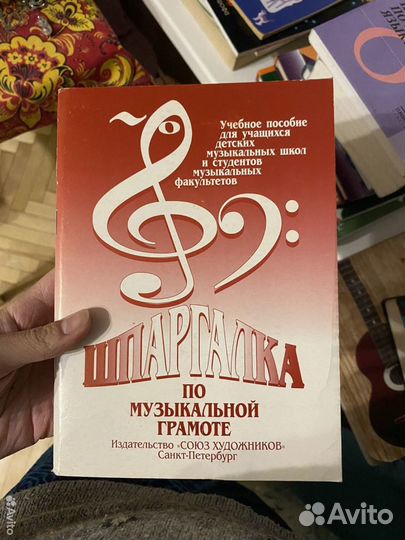 Учебное пособие
для учащихся
детских
музыкальных школ
и студентов
музыкальных
факультетов
ШПАРГАЛКА
ПО
МУЗЫКАЛЬНОЙ
ГРАМОТЕ
Издательство «СОЮЗ ХУДОЖНИКОВ»
Санкт-Петербург
Avito
Avito